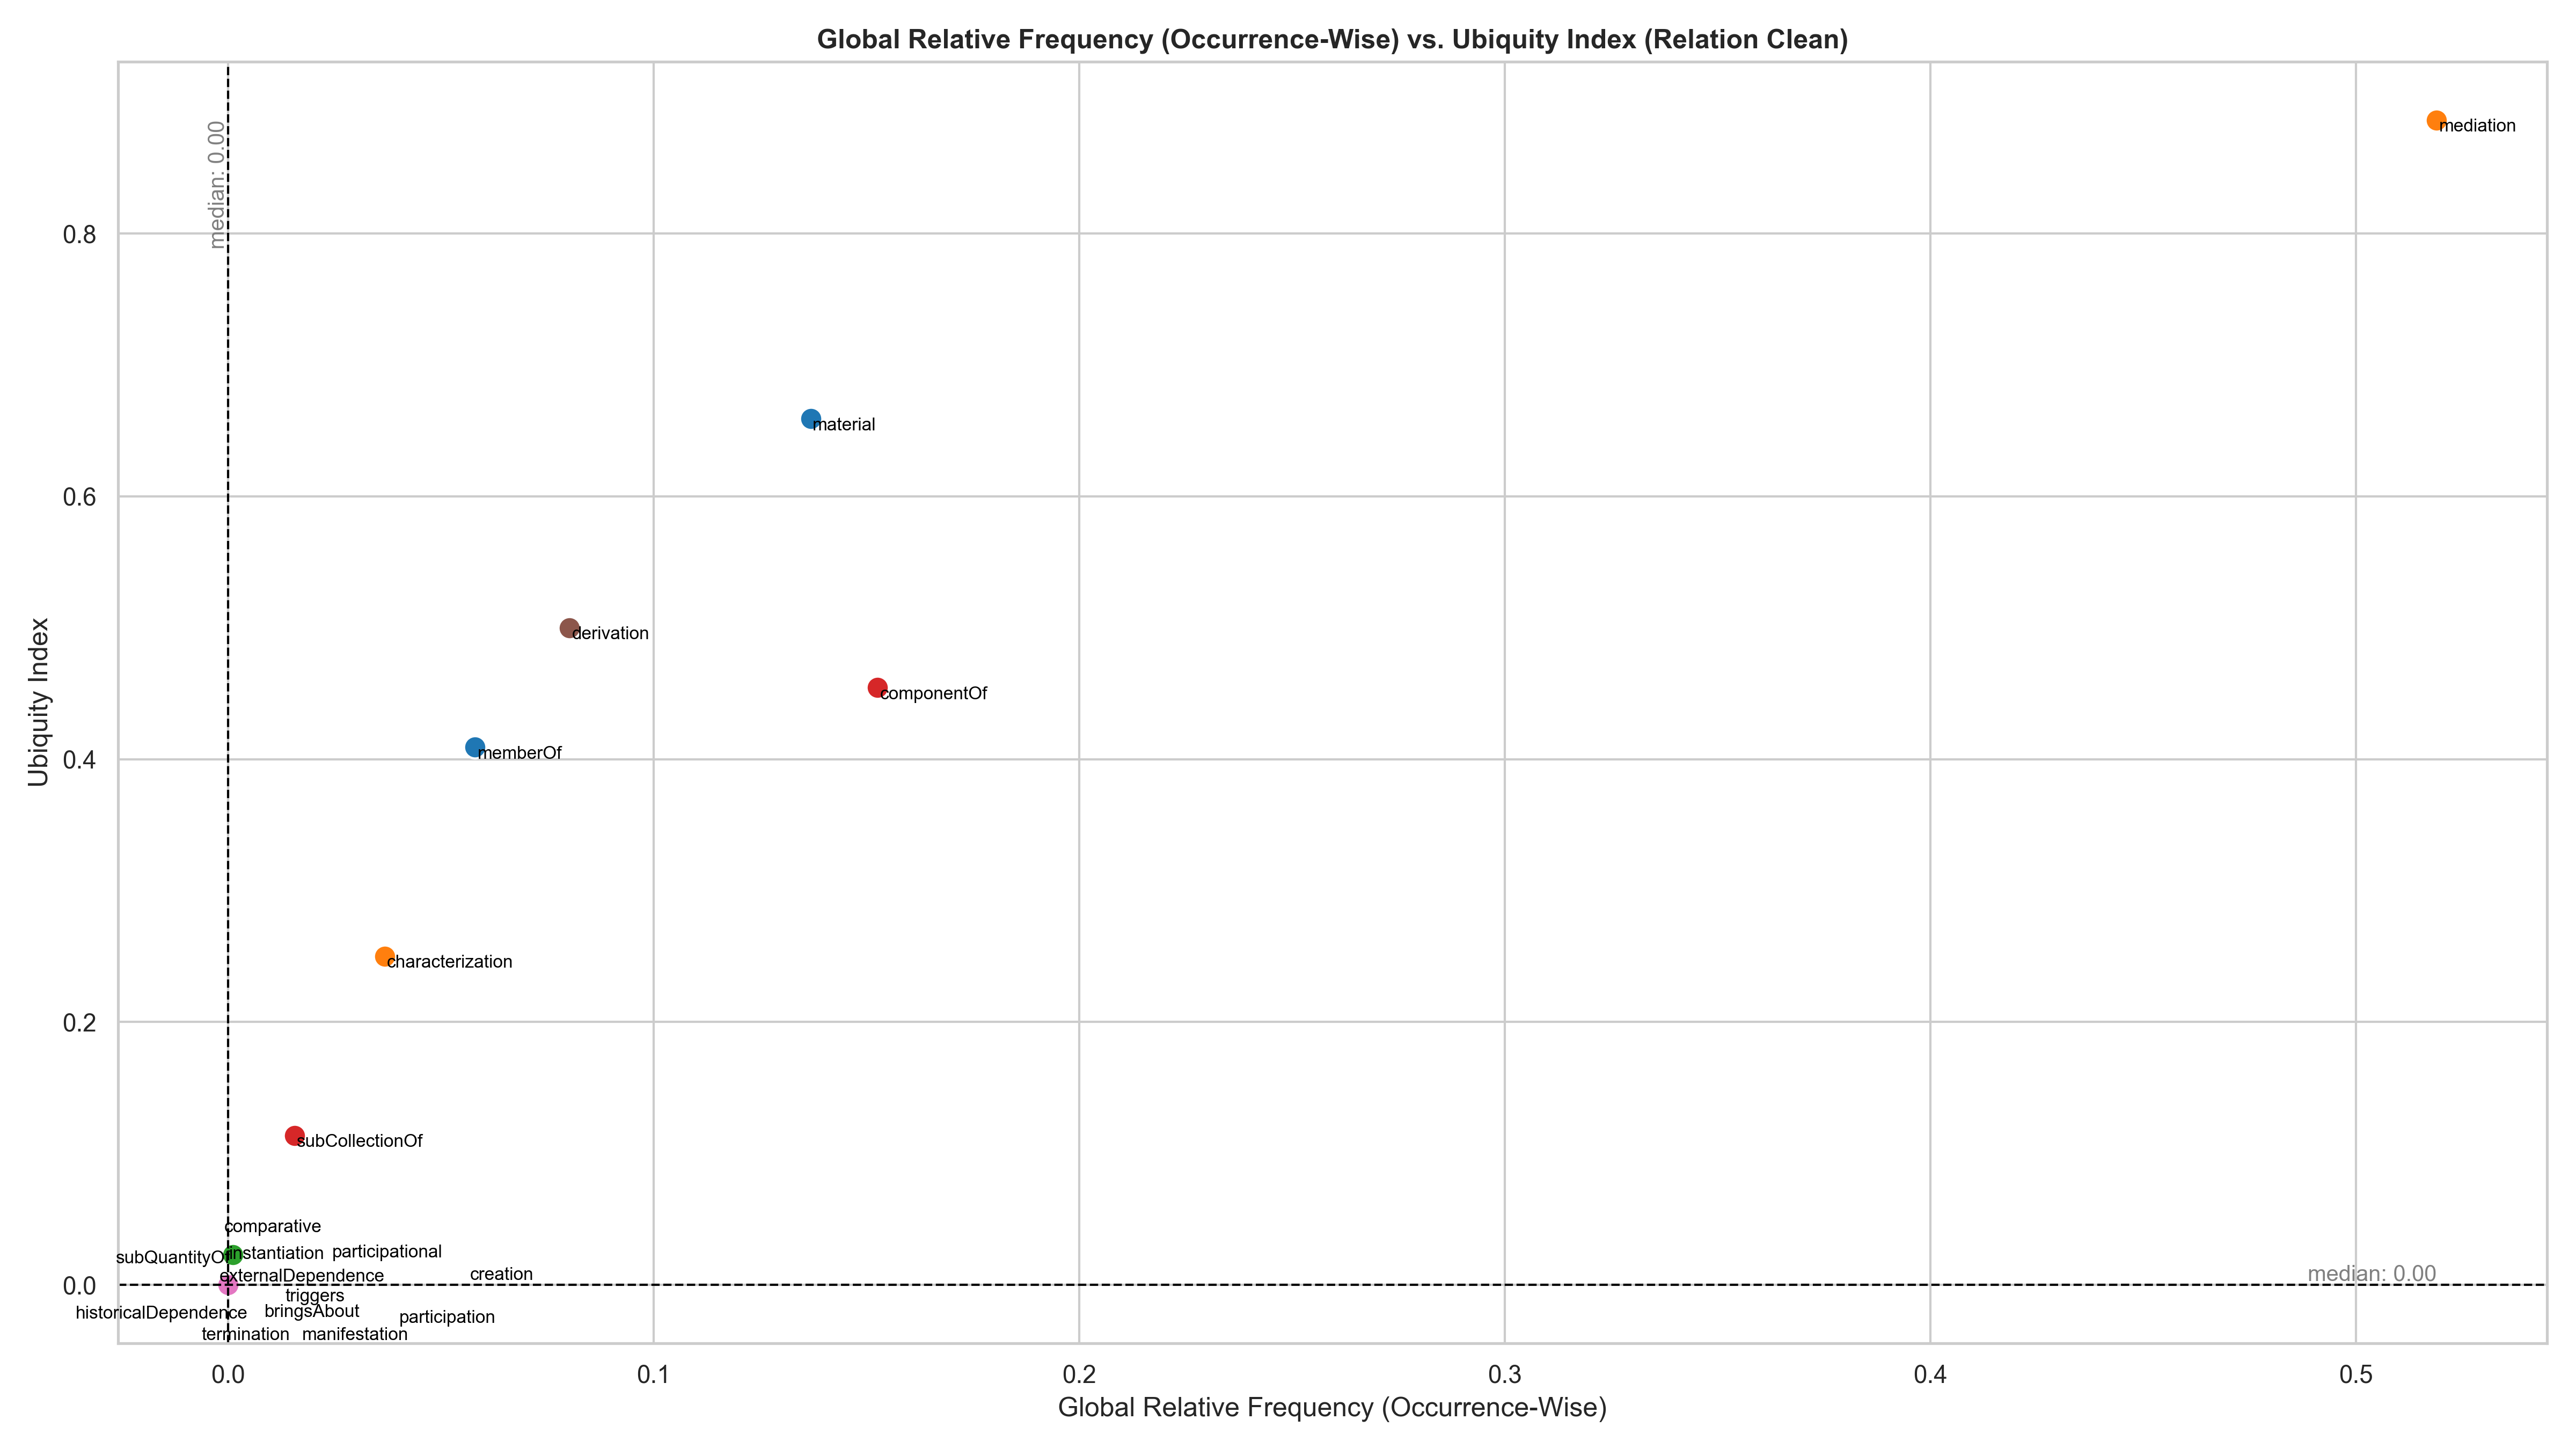 Global Relative Frequency (Occurrence-Wise) vs. Ubiquity Index (Relation Clean)
median: 0.00
mediation
0.8
material
0.6
derivation
componentOf
Ubiquity Index
memberOf
0.4
characterization
0.2
subCollectionOf
comparative
subQuantityOf
instantiation
participational
externalDependence
creation
median: 0.00
0.0
triggers
historicalDependence
bringsAbout
participation
termination
manifestation
0.0 0.1 0.2 0.3 0.4 0.5
Global Relative Frequency (Occurrence-Wise)